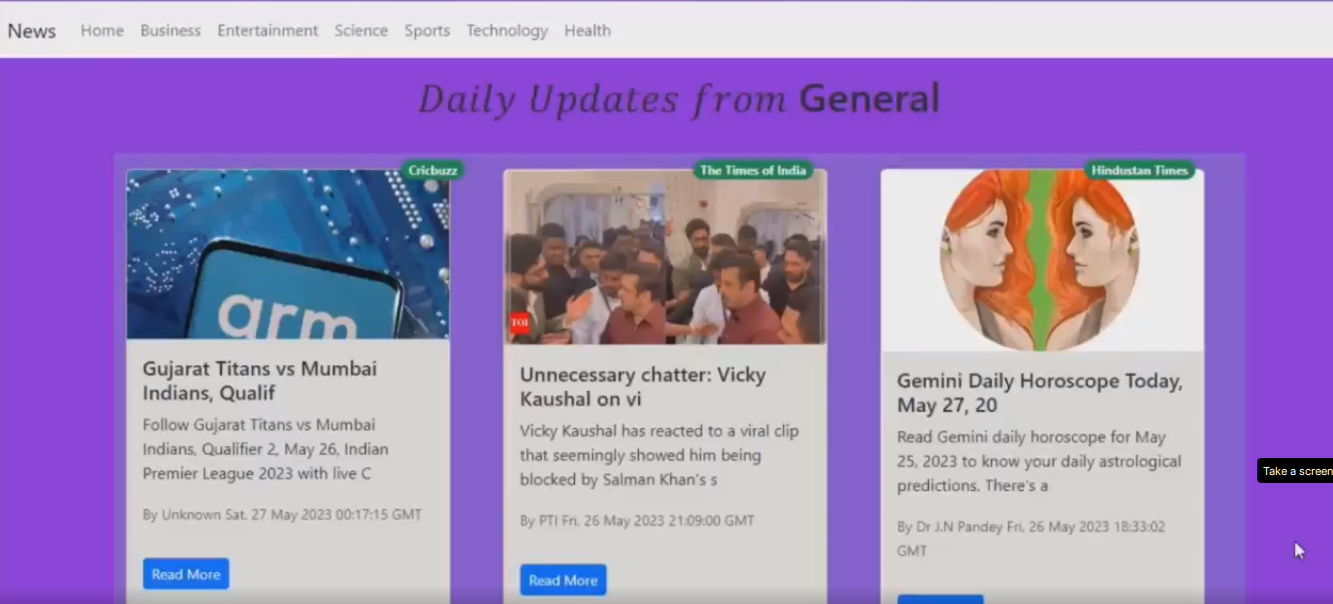 News Home Business Entertainment Science Sports Technology Health
Daily Updates from General
Cricbuzz
arm
Gujarat Titans vs Mumbai
Indians, Qualif
Follow Gujarat Titans vs Mumbai
Indians, Qualifier 2, May 26, Indian
Premier League 2023 with live C
By Unknown Sat, 27 May 2023 00:17:15 GMT
Read More
The Times of India
TOI
Unnecessary chatter: Vicky
Kaushal on vi
Vicky Kaushal has reacted to a viral clip
that seemingly showed him being
blocked by Salman Khan's s
By PTI Fri, 26 May 2023 21:09:00 GMT
Read More
Hindustan Times
Gemini Daily Horoscope Today,
May 27, 20
Read Gemini daily horoscope for May
25, 2023 to know your daily astrological
predictions. There's a
By Dr J.N Pandey Fri, 26 May 2023 18:33:02
GMT
Take a screen